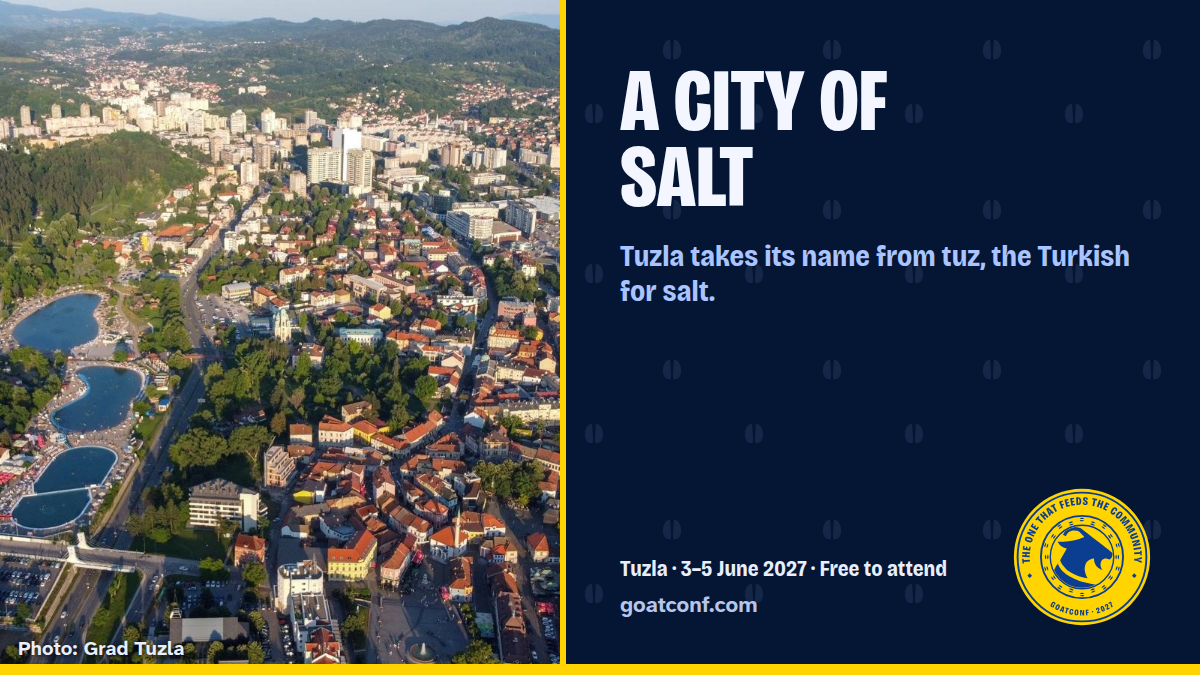 A CITY OF
SALT
Tuzla takes its name from tuz, the Turkish
for salt.
Tuzla · 3–5 June 2027 · Free to attend
goatconf.com
THE ONE THAT FEEDS THE COMMUNITY
GOATCONF · 2027
Photo: Grad Tuzla